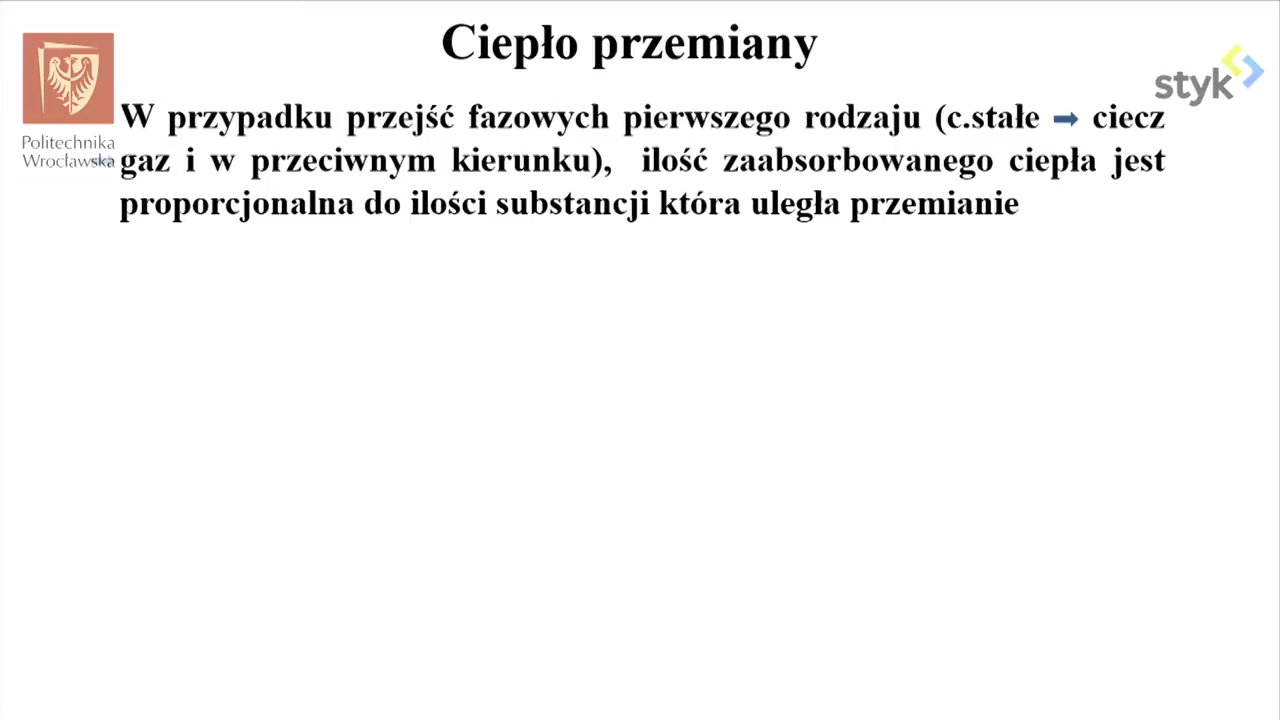 Ciepło przemiany
styk
Politechnika
Wrocławska
W przypadku przejść fazowych pierwszego rodzaju (c.stałe ➡ ciecz
➡ gaz i w przeciwnym kierunku), ilość zaabsorbowanego ciepła jest
proporcjonalna do ilości substancji która uległa przemianie